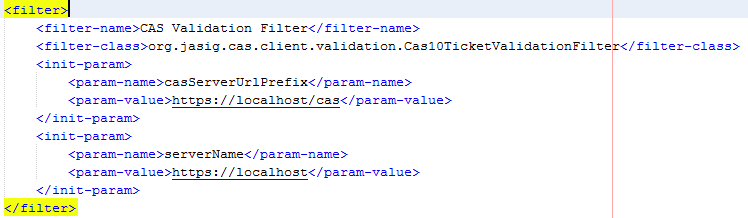 <filter>
<filter-name>CAS Validation Filter</filter-name>
<filter-class>org.jasig.cas.client.validation.Cas10TicketValidationFilter</filter-class>
<init-param>
<param-name>casServerUrlPrefix</param-name>
<param-value>https://localhost/cas</param-value>
</init-param>
<init-param>
<param-name>serverName</param-name>
<param-value>https://localhost</param-value>
</init-param>
</filter>